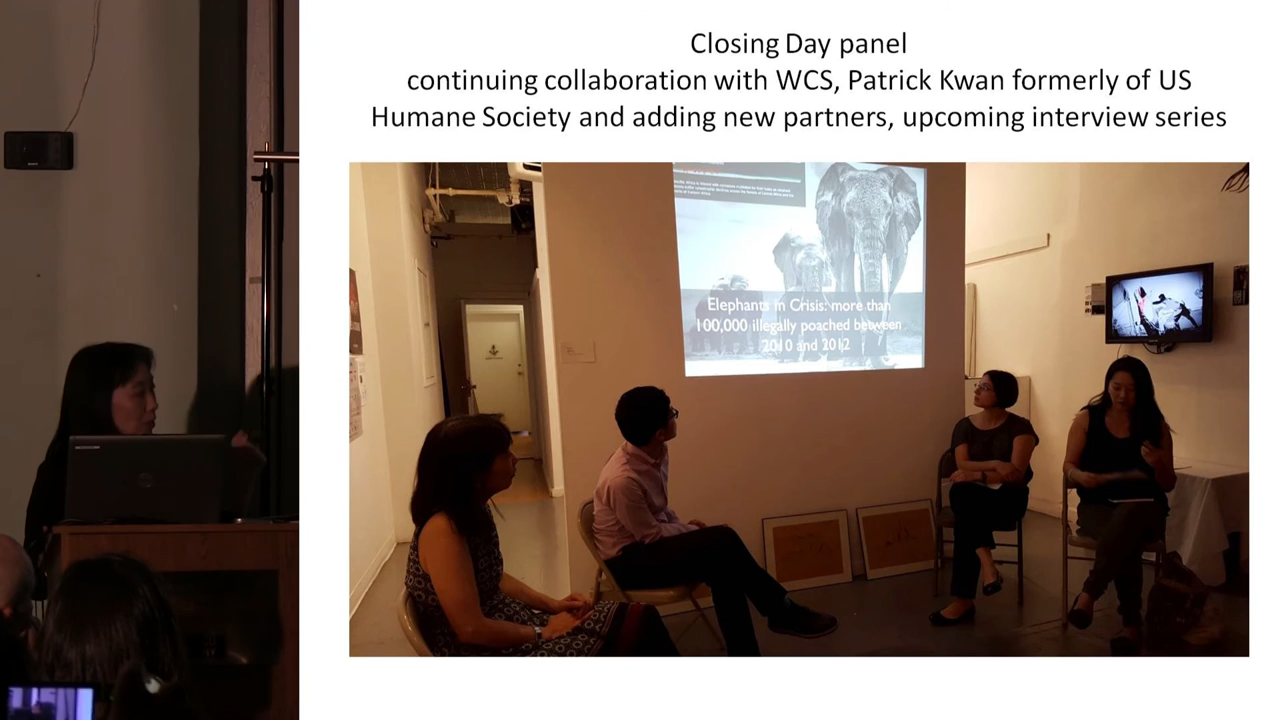 Closing Day panel
continuing collaboration with WCS, Patrick Kwan formerly of US
Humane Society and adding new partners, upcoming interview series
Elephants in Crisis: more than
100,000 illegally poached between
2010 and 2012